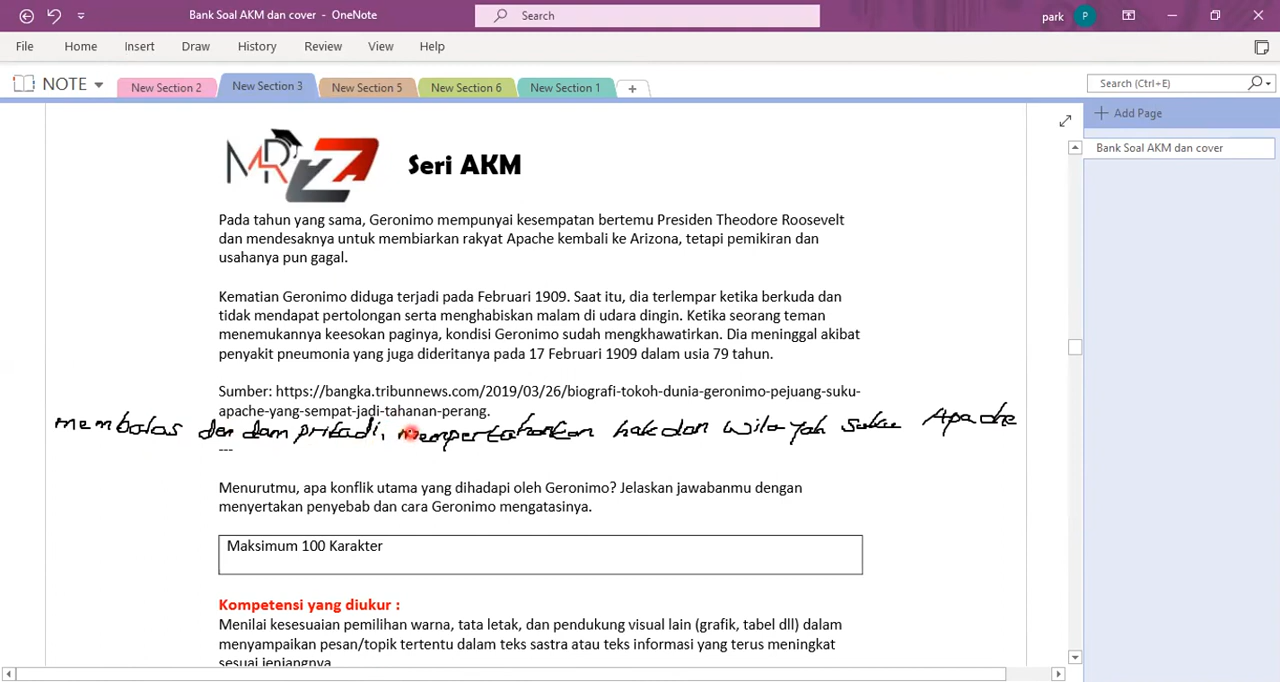 Bank Soal AKM dan cover - OneNote
Search
park
P
File Home Insert Draw History Review View Help
NOTE
New Section 2 New Section 3 New Section 5 New Section 6 New Section 1 +
Search (Ctrl+E)
Add Page
Bank Soal AKM dan cover
MR ZA
Seri AKM
Pada tahun yang sama, Geronimo mempunyai kesempatan bertemu Presiden Theodore Roosevelt
dan mendesaknya untuk membiarkan rakyat Apache kembali ke Arizona, tetapi pemikiran dan
usahanya pun gagal.
Kematian Geronimo diduga terjadi pada Februari 1909. Saat itu, dia terlempar ketika berkuda dan
tidak mendapat pertolongan serta menghabiskan malam di udara dingin. Ketika seorang teman
menemukannya keesokan paginya, kondisi Geronimo sudah mengkhawatirkan. Dia meninggal akibat
penyakit pneumonia yang juga dideritanya pada 17 Februari 1909 dalam usia 79 tahun.
Sumber: https://bangka.tribunnews.com/2019/03/26/biografi-tokoh-dunia-geronimo-pejuang-suku-
apache-yang-sempat-jadi-tahanan-perang.
membalas den dam pribadi, mempertahankan hak dan wilayah suku Apache
---
Menurutmu, apa konflik utama yang dihadapi oleh Geronimo? Jelaskan jawabanmu dengan
menyertakan penyebab dan cara Geronimo mengatasinya.
Maksimum 100 Karakter
Kompetensi yang diukur :
Menilai kesesuaian pemilihan warna, tata letak, dan pendukung visual lain (grafik, tabel dll) dalam
menyampaikan pesan/topik tertentu dalam teks sastra atau teks informasi yang terus meningkat
sesuai jenjangnya